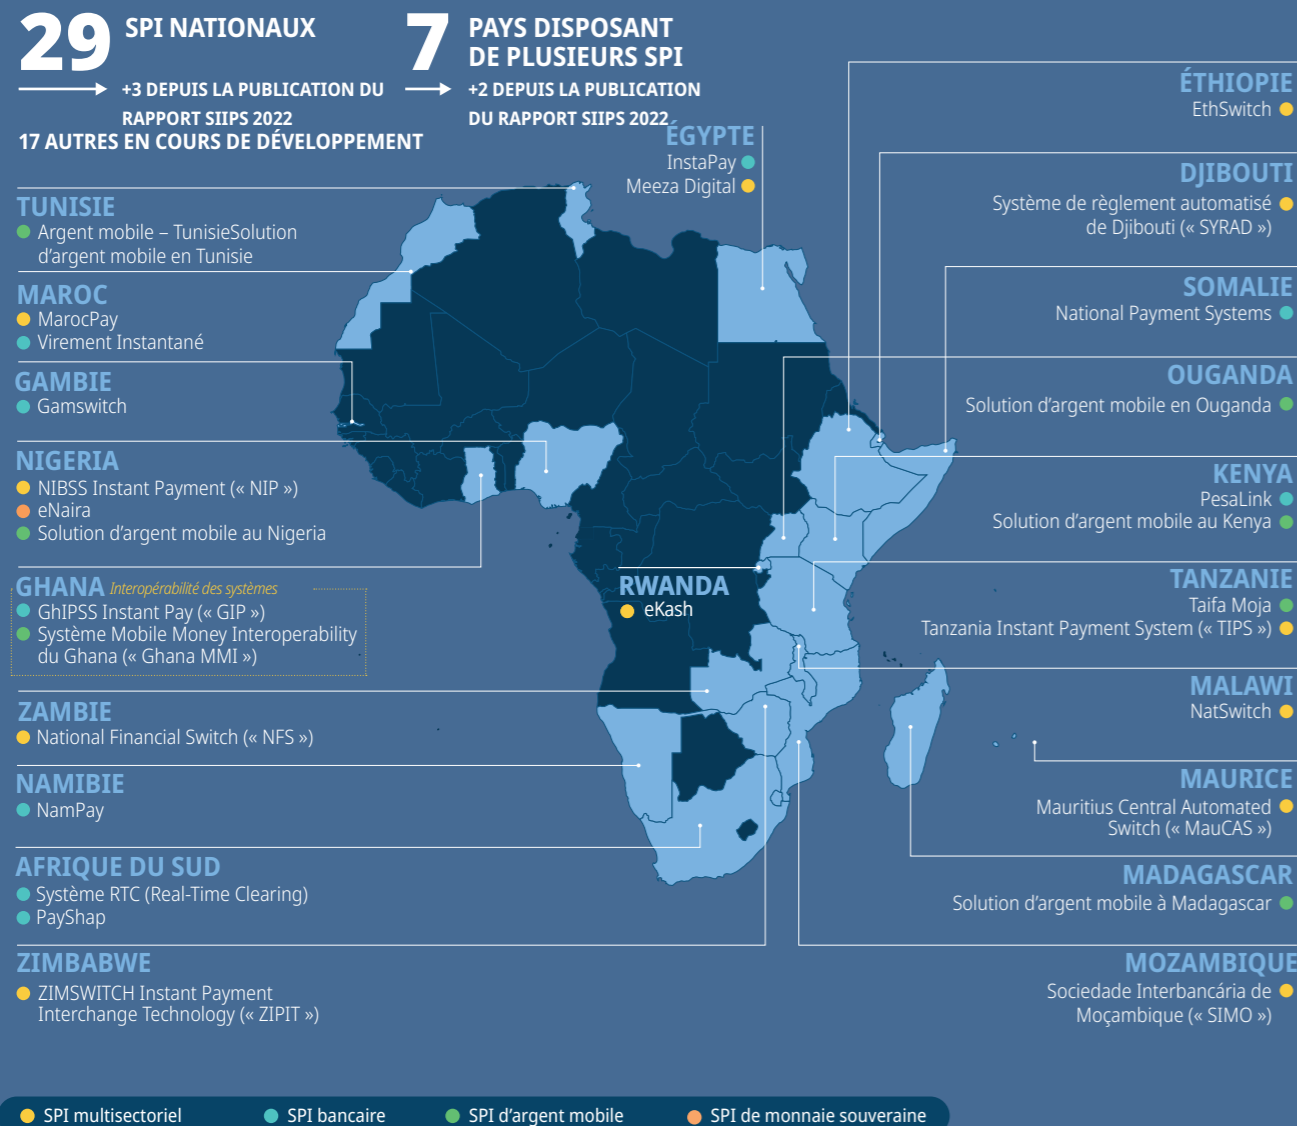 29 SPI NATIONAUX
+3 DEPUIS LA PUBLICATION DU
RAPPORT SIIPS 2022
17 AUTRES EN COURS DE DÉVELOPPEMENT
7 PAYS DISPOSANT
DE PLUSIEURS SPI
+2 DEPUIS LA PUBLICATION
DU RAPPORT SIIPS 2022
ÉGYPTE
InstaPay
Meeza Digital
TUNISIE
Argent mobile – TunisieSolution
d'argent mobile en Tunisie
MAROC
MarocPay
Virement Instantané
GAMBIE
Gamswitch
NIGERIA
NIBSS Instant Payment (« NIP »)
eNaira
Solution d'argent mobile au Nigeria
GHANA Interopérabilité des systèmes
GhIPSS Instant Pay (« GIP »)
Système Mobile Money Interoperability
du Ghana (« Ghana MMI »)
ZAMBIE
National Financial Switch (« NFS »)
NAMIBIE
NamPay
AFRIQUE DU SUD
Système RTC (Real-Time Clearing)
PayShap
ZIMBABWE
ZIMSWITCH Instant Payment
Interchange Technology (« ZIPIT »)
RWANDA
eKash
ÉTHIOPIE
EthSwitch
DJIBOUTI
Système de règlement automatisé
de Djibouti (« SYRAD »)
SOMALIE
National Payment Systems
OUGANDA
Solution d'argent mobile en Ouganda
KENYA
PesaLink
Solution d'argent mobile au Kenya
TANZANIE
Taifa Moja
Tanzania Instant Payment System (« TIPS »)
MALAWI
NatSwitch
MAURICE
Mauritius Central Automated
Switch (« MauCAS »)
MADAGASCAR
Solution d'argent mobile à Madagascar
MOZAMBIQUE
Sociedade Interbancária de
Moçambique (« SIMO »)
SPI multisectoriel
SPI bancaire
SPI d'argent mobile
SPI de monnaie souveraine